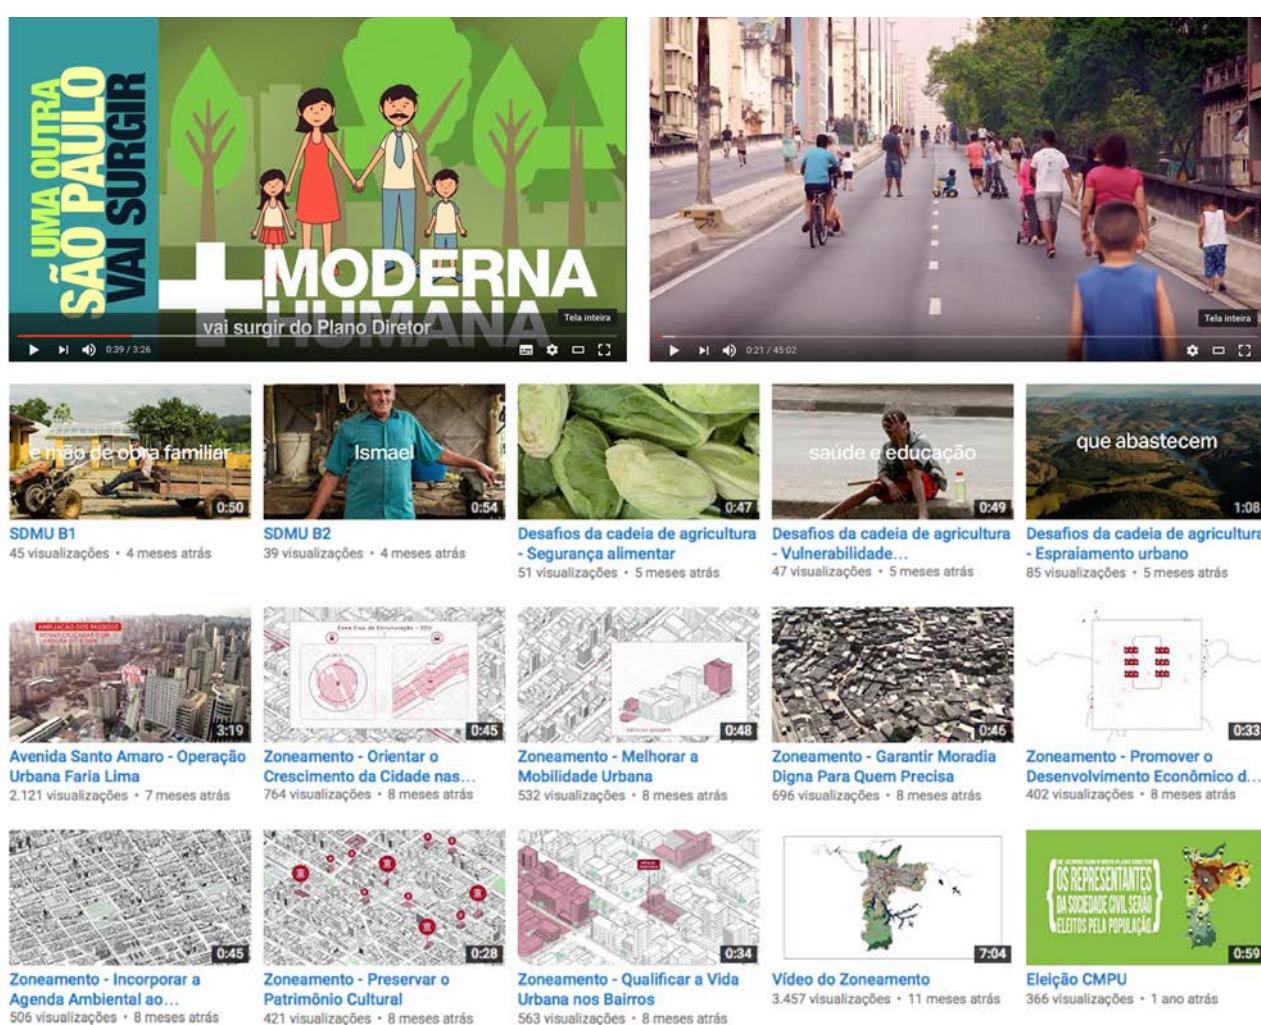 UMA OUTRA
SÃO PAULO
VAI SURGIR
+MODERNA
HUMANA
vai surgir do Plano Diretor
Tela inteira
0:39 / 3:26
Tela inteira
0:21 / 45:02
e mão de obra familiar
0:50
Ismael
0:54
0:47
saúde e educação
0:49
que abastecem
1:08
SDMU B1
45 visualizações • 4 meses atrás
SDMU B2
39 visualizações • 4 meses atrás
Desafios da cadeia de agricultura
- Segurança alimentar
51 visualizações • 5 meses atrás
Desafios da cadeia de agricultura
- Vulnerabilidade...
47 visualizações • 5 meses atrás
Desafios da cadeia de agricultura
- Espraiamento urbano
85 visualizações • 5 meses atrás
AMPLIAÇÃO DOS PASSEIOS
3:19
0:45
0:48
0:46
0:33
Avenida Santo Amaro - Operação
Urbana Faria Lima
2.121 visualizações • 7 meses atrás
Zoneamento - Orientar o
Crescimento da Cidade nas...
764 visualizações • 8 meses atrás
Zoneamento - Melhorar a
Mobilidade Urbana
532 visualizações • 8 meses atrás
Zoneamento - Garantir Moradia
Digna Para Quem Precisa
696 visualizações • 8 meses atrás
Zoneamento - Promover o
Desenvolvimento Econômico d...
402 visualizações • 8 meses atrás
0:45
0:28
0:34
7:04
OS REPRESENTANTES
DA SOCIEDADE CIVIL SERÃO
ELEITOS PELA POPULAÇÃO.
0:59
Zoneamento - Incorporar a
Agenda Ambiental ao...
506 visualizações • 8 meses atrás
Zoneamento - Preservar o
Patrimônio Cultural
421 visualizações • 8 meses atrás
Zoneamento - Qualificar a Vida
Urbana nos Bairros
563 visualizações • 8 meses atrás
Vídeo do Zoneamento
3.457 visualizações • 11 meses atrás
Eleição CMPU
366 visualizações • 1 ano atrás